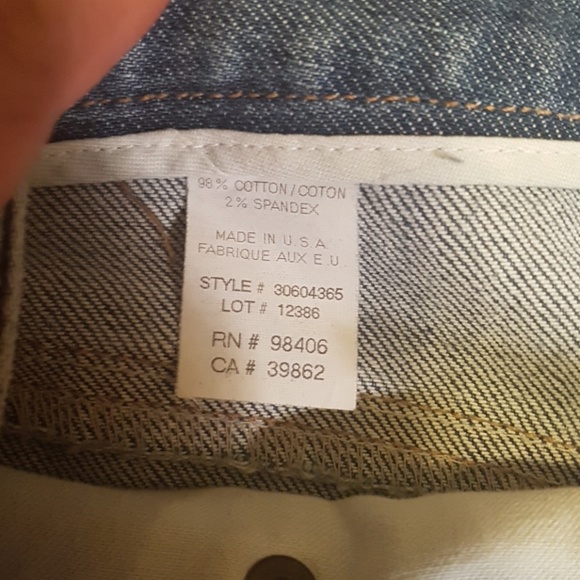 98% COTTON / COTON
2% SPANDEX
MADE IN U.S.A.
FABRIQUE AUX E.U.
STYLE # 30604365
LOT # 12386
RN # 98406
CA # 39862